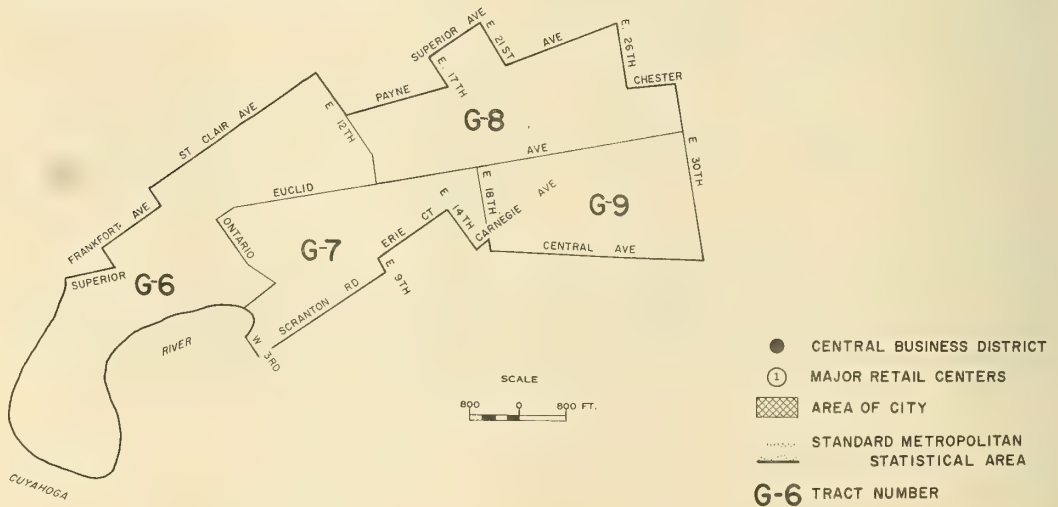 SUPERIOR AVE
E. 21 ST
AVE
E. 26TH
CHESTER
E. 17TH
PAYNE
G-8
ST CLAIR AVE
E 12TH
AVE
E 30TH
EUCLID
E 18TH
AVE
CARNEGIE
G-9
FRANKFORT AVE
ONTARIO
G-7
ERIE CT
E 14TH
CENTRAL AVE
SUPERIOR
G-6
E 9TH
SCRANTON RD
RIVER
W 3RD
CUYAHOGA
SCALE
800 0 800 FT.
CENTRAL BUSINESS DISTRICT
1 MAJOR RETAIL CENTERS
AREA OF CITY
STANDARD METROPOLITAN
STATISTICAL AREA
G-6 TRACT NUMBER